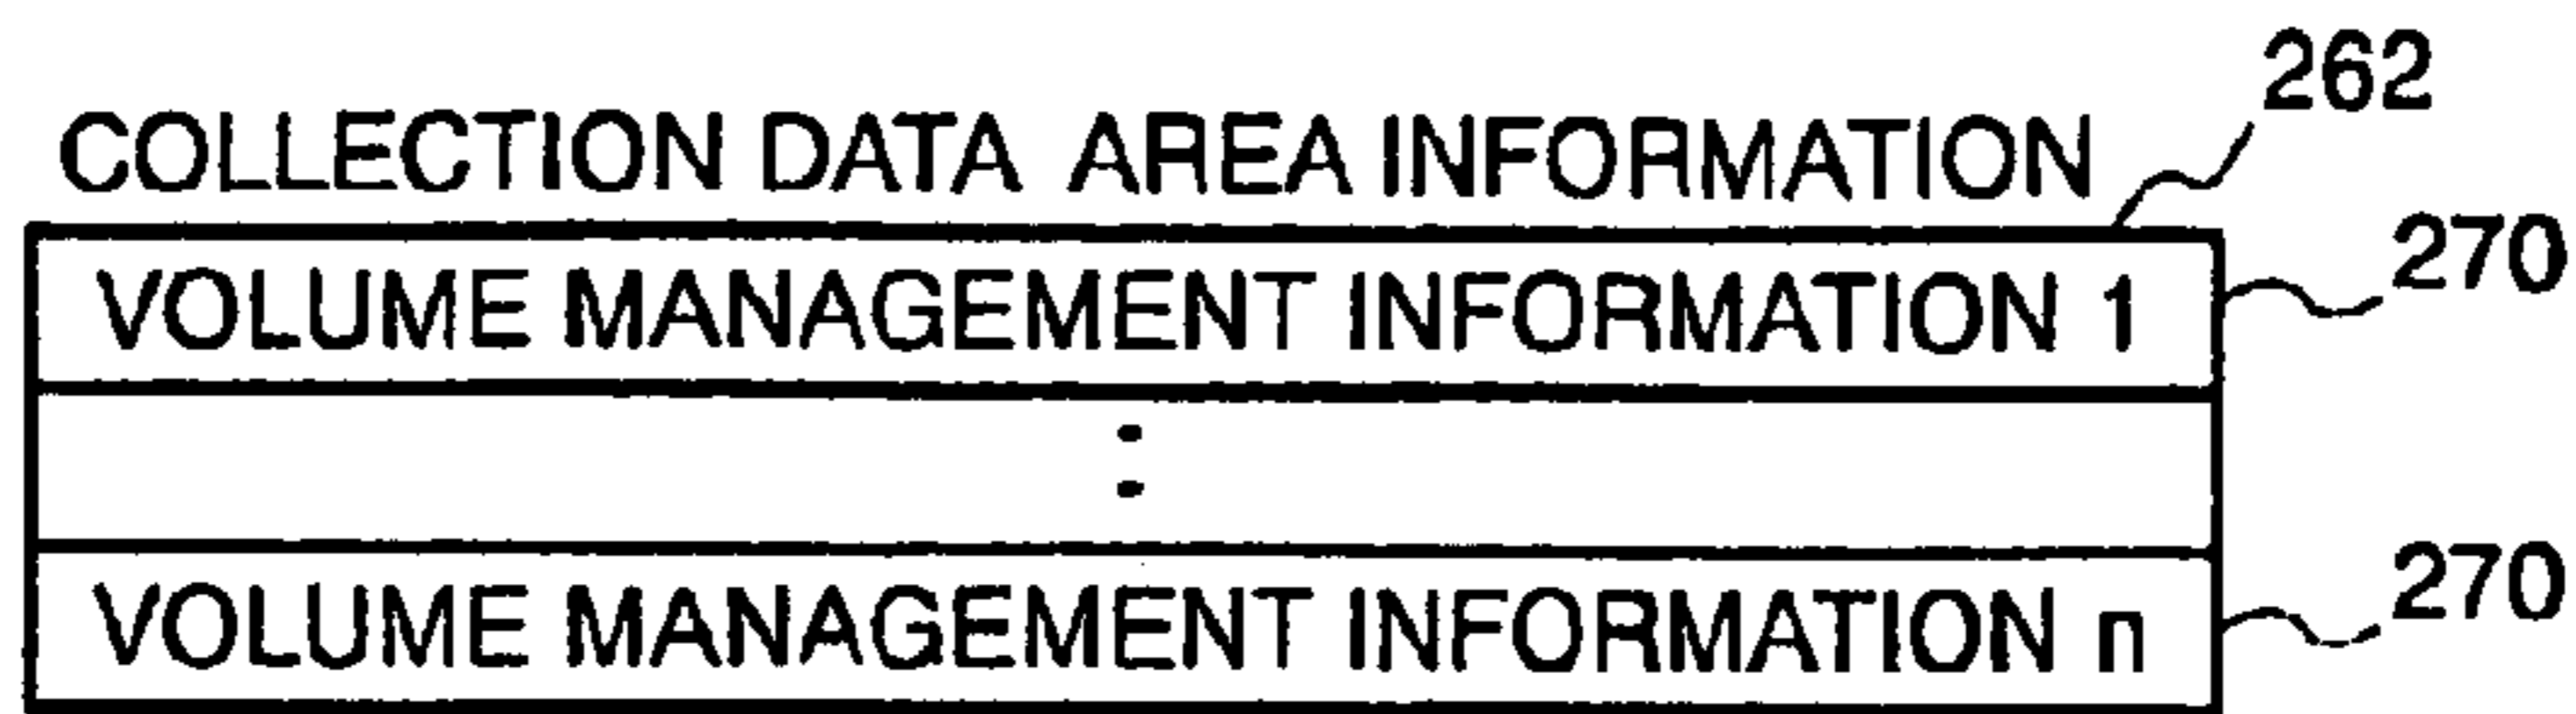 262
COLLECTION DATA AREA INFORMATION
VOLUME MANAGEMENT INFORMATION 1 270
:
VOLUME MANAGEMENT INFORMATION n 270